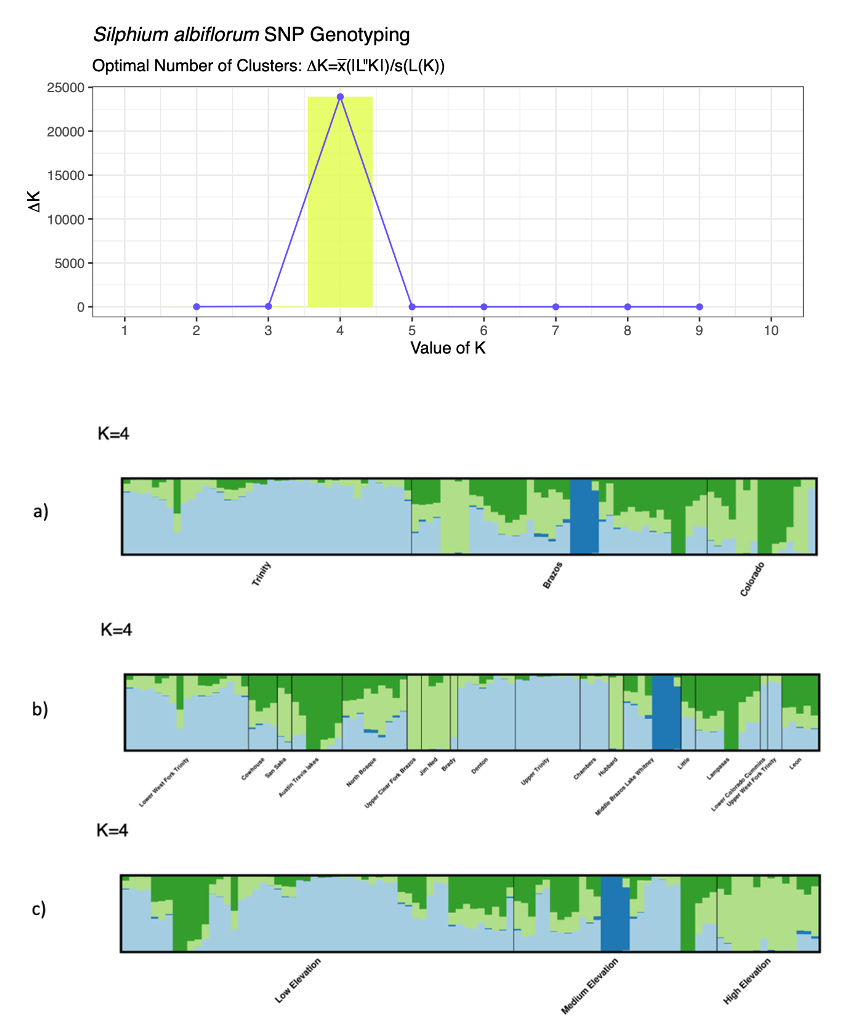 Silphium albiflorum SNP Genotyping
Optimal Number of Clusters: ΔK=x̅(|L"K|)/s(L(K))
25000
20000
15000
10000
5000
0
ΔK
1 2 3 4 5 6 7 8 9 10
Value of K
K=4
a)
Trinity Brazos Colorado
K=4
b)
Lower West Fork Trinity Cowhouse San Saba Austin Travis lakes North Bosque Upper Clear Fork Brazos Jim Ned Brady Denton Upper Trinity Chambers Hubbard Middle Brazos Lake Whitney Little Lampasas Lower Colorado Cummins Upper West Fork Trinity Leon
K=4
c)
Low Elevation Medium Elevation High Elevation